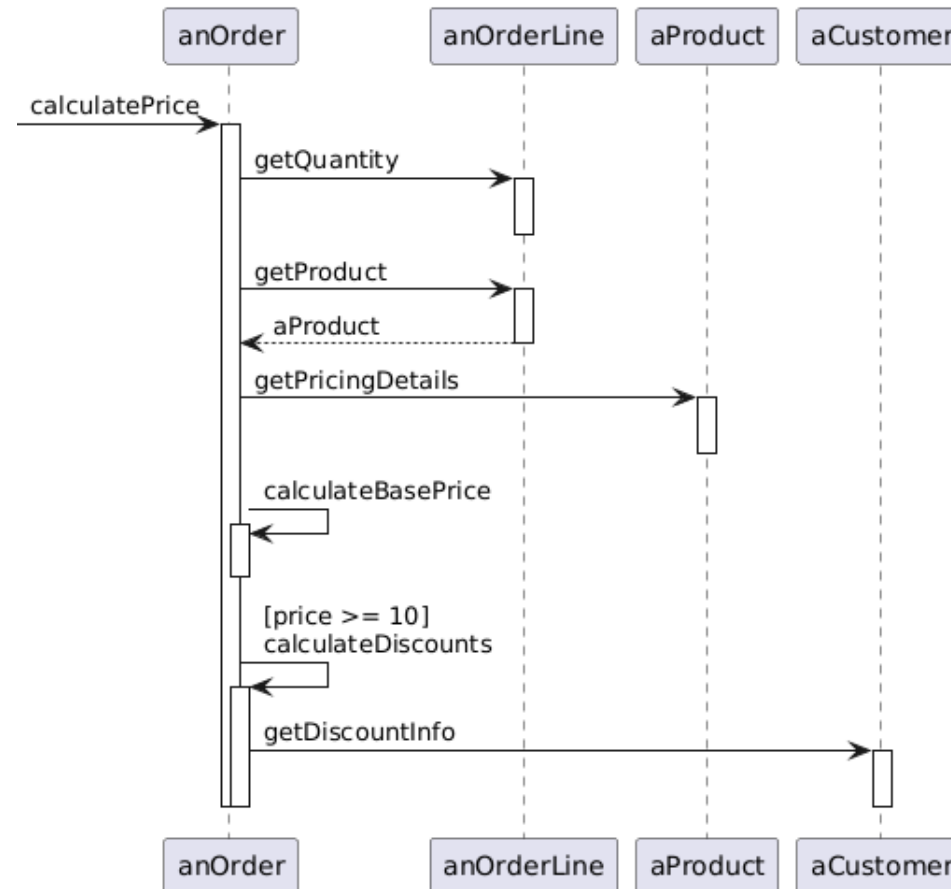 anOrder
anOrderLine
aProduct
aCustomer
calculatePrice
getQuantity
getProduct
aProduct
getPricingDetails
calculateBasePrice
[price >= 10]
calculateDiscounts
getDiscountInfo
anOrder
anOrderLine
aProduct
aCustomer